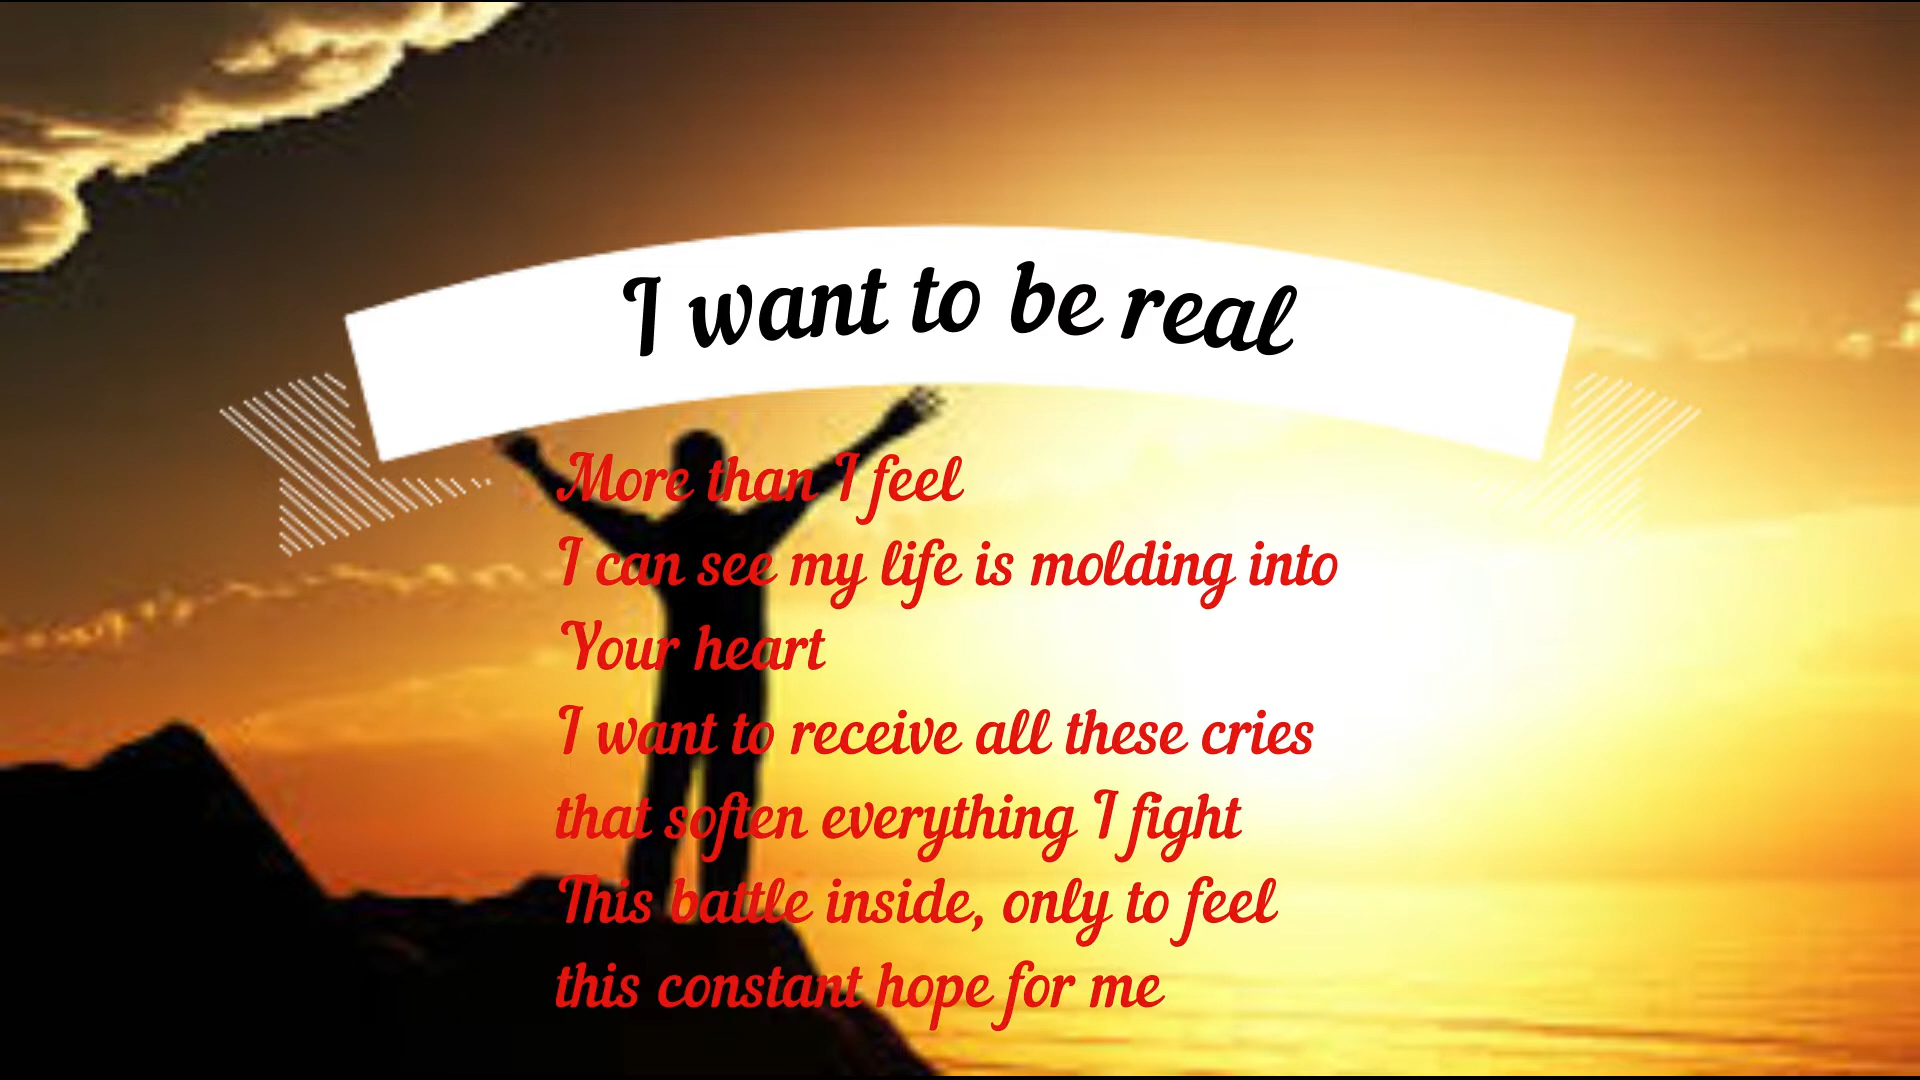 I want to be real
More than I feel
I can see my life is molding into
Your heart
I want to receive all these cries
that soften everything I fight
This battle inside, only to feel
this constant hope for me